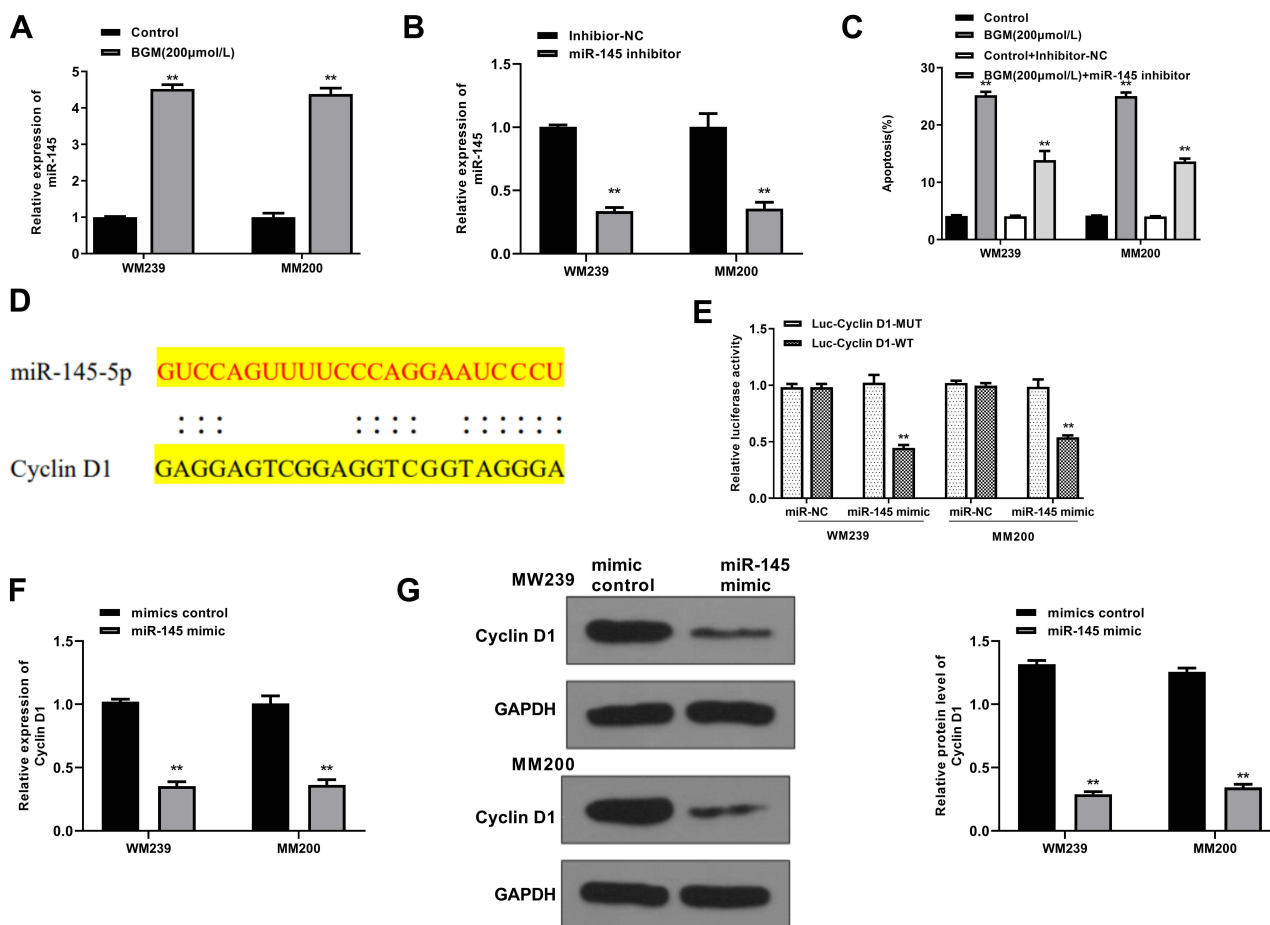 A
Control
BGM(200μmol/L)
Relative expression of
miR-145
5
4
3
2
1
0
**
**
WM239
MM200
B
Inhibior-NC
miR-145 inhibitor
Relative expression of
miR-145
1.5
1.0
0.5
0.0
**
**
WM239
MM200
C
Control
BGM(200μmol/L)
Control+Inhibitor-NC
BGM(200μmol/L)+miR-145 inhibitor
Apoptosis(%)
30
20
10
0
**
**
**
**
WM239
MM200
D
miR-145-5p GUCCAGUUUUCCCAGGAAUCCCU
: : : : : : : : : : : : :
Cyclin D1 GAGGAGTCGGAGGTCGGTAGGGA
E
Luc-Cyclin D1-MUT
Luc-Cyclin D1-WT
Relative luciferase activity
1.5
1.0
0.5
0.0
**
**
miR-NC miR-145 mimic miR-NC miR-145 mimic
WM239 MM200
F
mimics control
miR-145 mimic
Relative expression of
Cyclin D1
1.5
1.0
0.5
0.0
**
**
WM239
MM200
G
MW239
mimic
control
miR-145
mimic
Cyclin D1
GAPDH
MM200
Cyclin D1
GAPDH
mimics control
miR-145 mimic
Relative protein level of
Cyclin D1
1.5
1.0
0.5
0.0
**
**
WM239
MM200